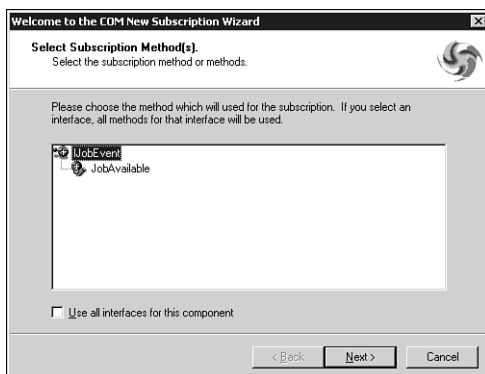 Welcome to the COM New Subscription Wizard
Select Subscription Method(s).
Select the subscription method or methods.
Please choose the method which will used for the subscription. If you select an
interface, all methods for that interface will be used.
IJobEvent
JobAvailable
Use all interfaces for this component
< Back
Next >
Cancel